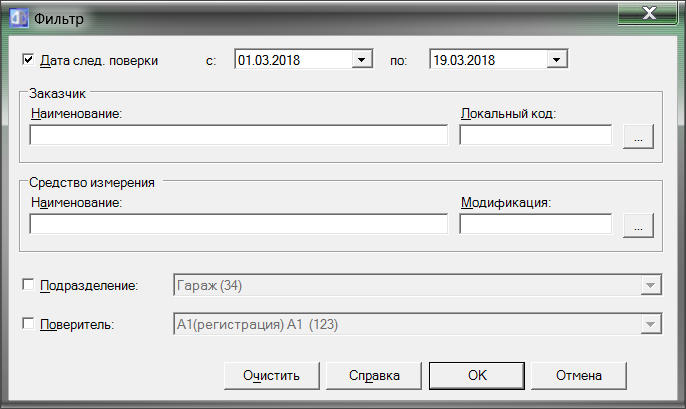 Фильтр
Дата след. поверки с: 01.03.2018 по: 19.03.2018
Заказчик
Наименование: Локальный код:
...
Средство измерения
Наименование: Модификация:
...
Подразделение: Гараж (34)
Поверитель: А1(регистрация) А1 (123)
Очистить Справка OK Отмена